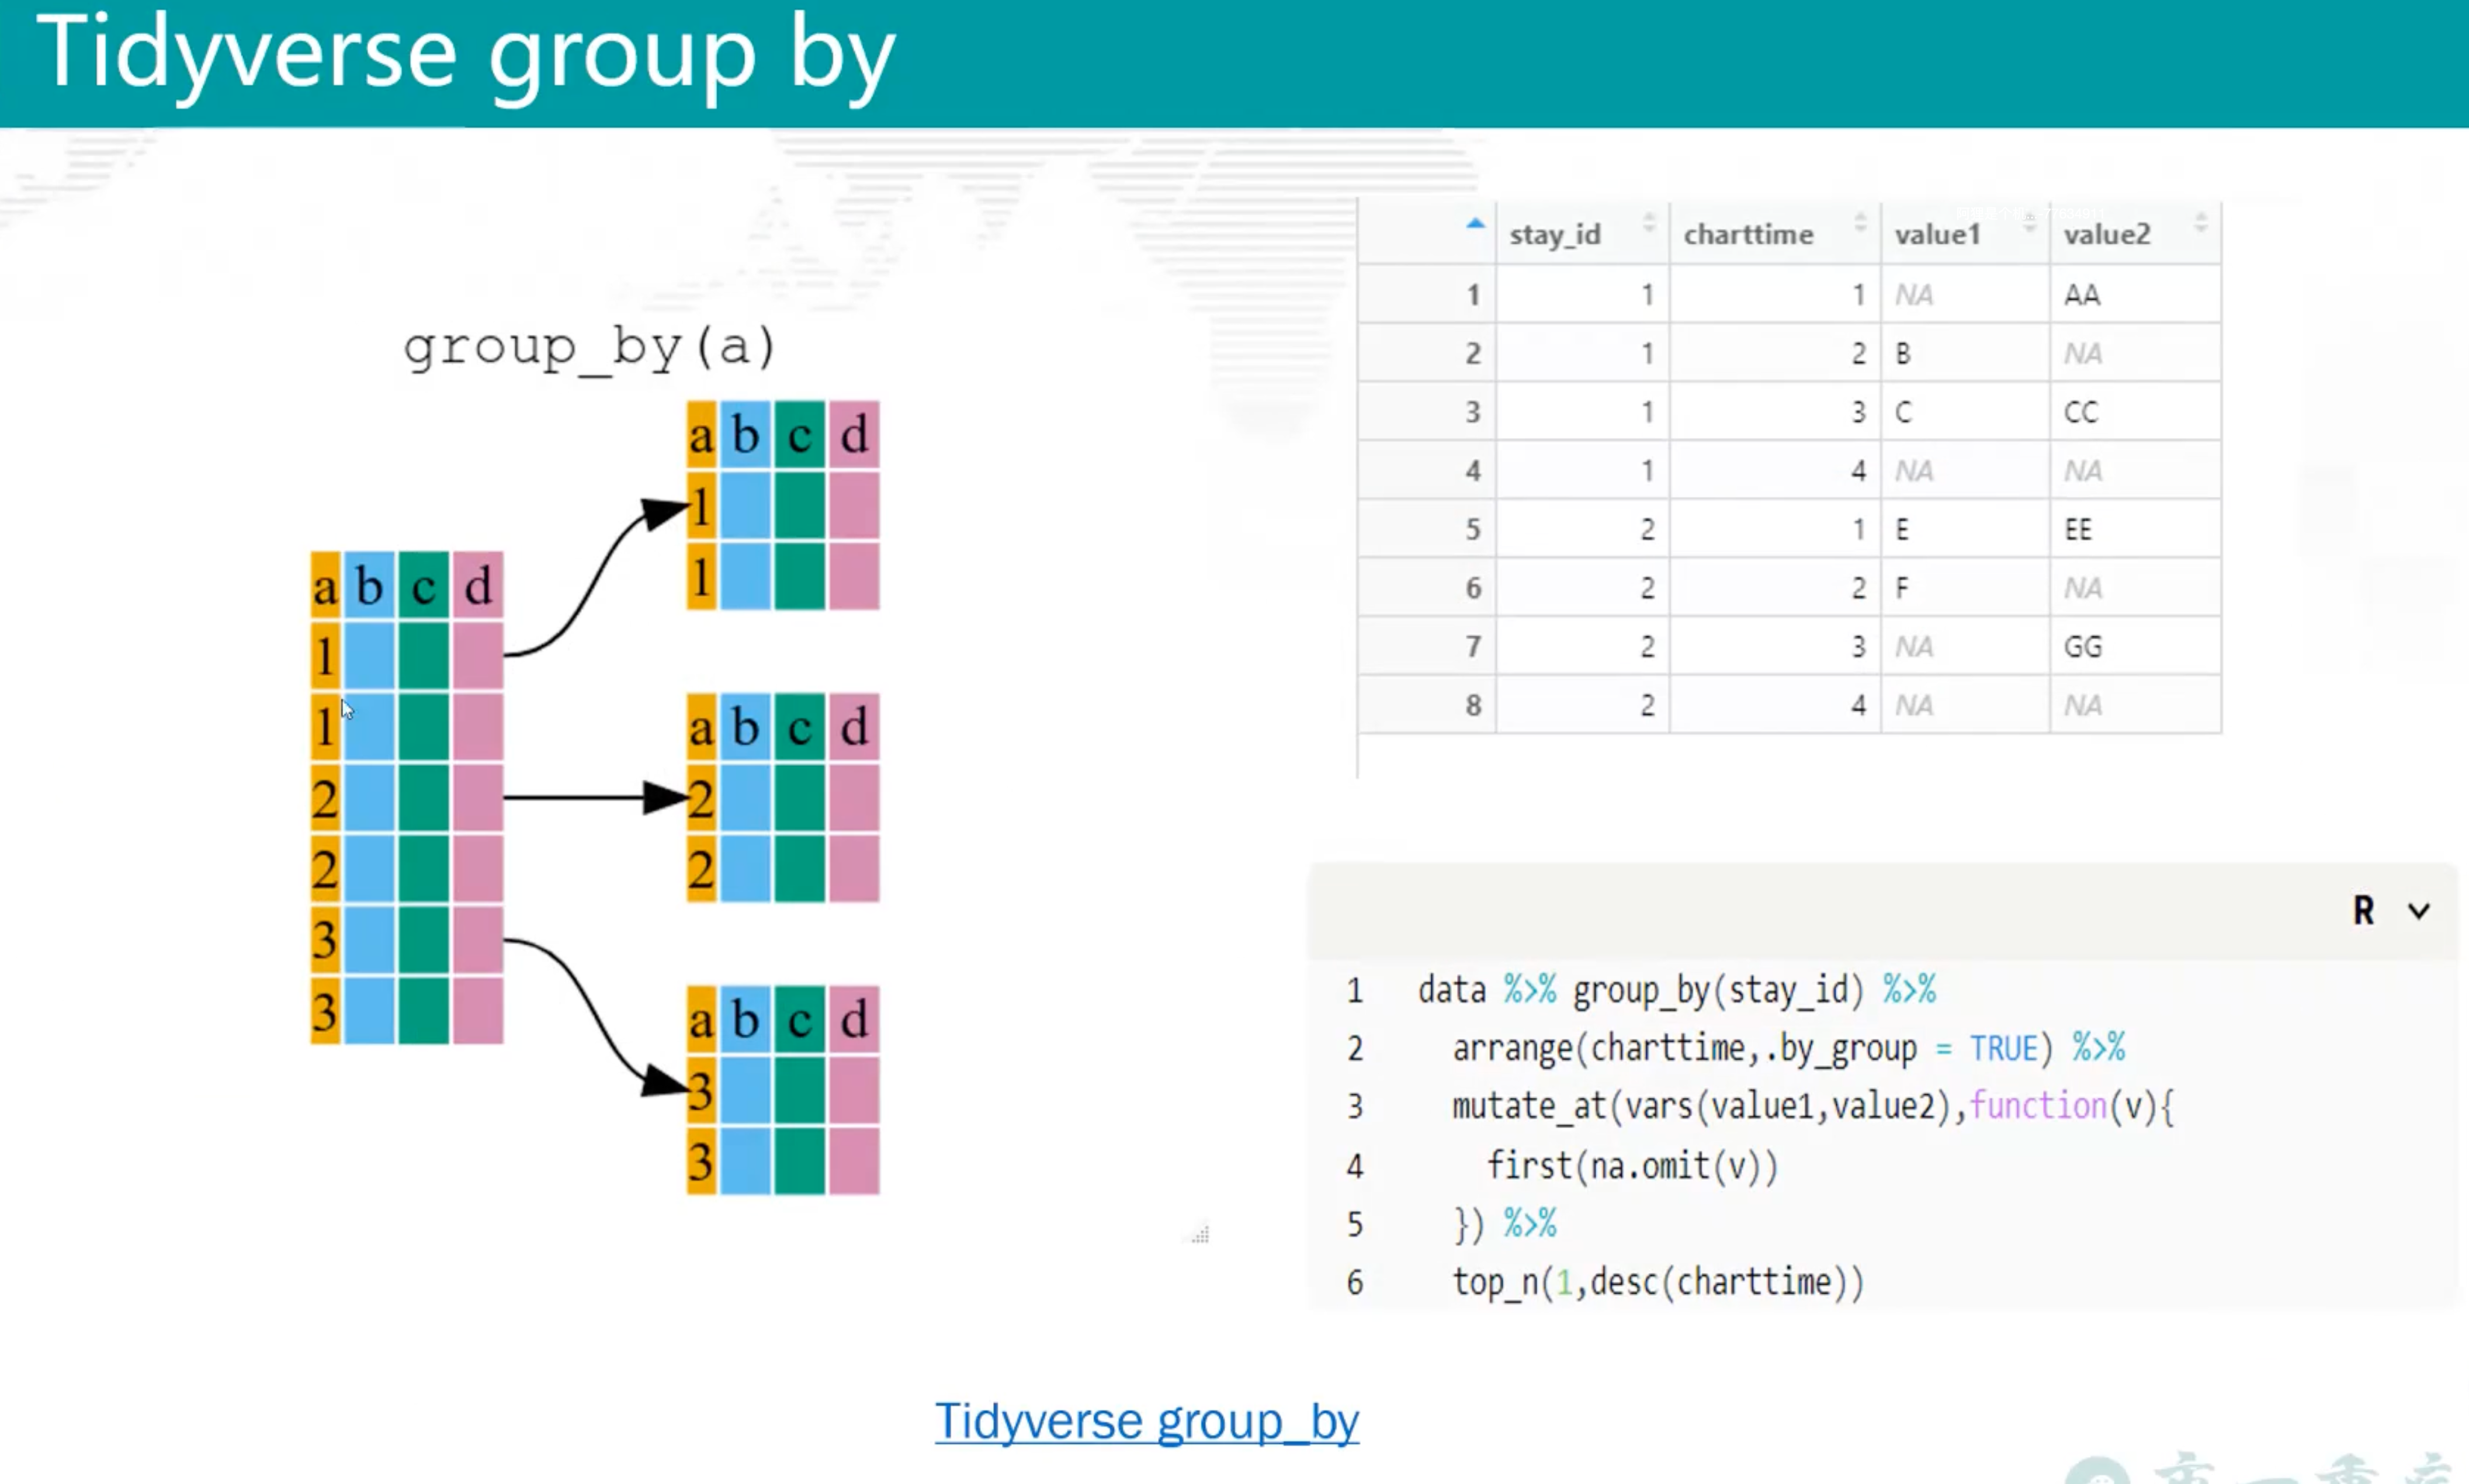 Tidyverse group by
group_by(a)
a b c d
1
1
2
2
3
3
a b c d
1
1
a b c d
2
2
a b c d
3
3
stay_id charttime value1 value2
1 1 1 NA AA
2 1 2 B NA
3 1 3 C CC
4 1 4 NA NA
5 2 1 E EE
6 2 2 F NA
7 2 3 NA GG
8 2 4 NA NA
R
1 data %>% group_by(stay_id) %>%
2 arrange(charttime,.by_group = TRUE) %>%
3 mutate_at(vars(value1,value2),function(v){
4 first(na.omit(v))
5 }) %>%
6 top_n(1,desc(charttime))
Tidyverse group_by